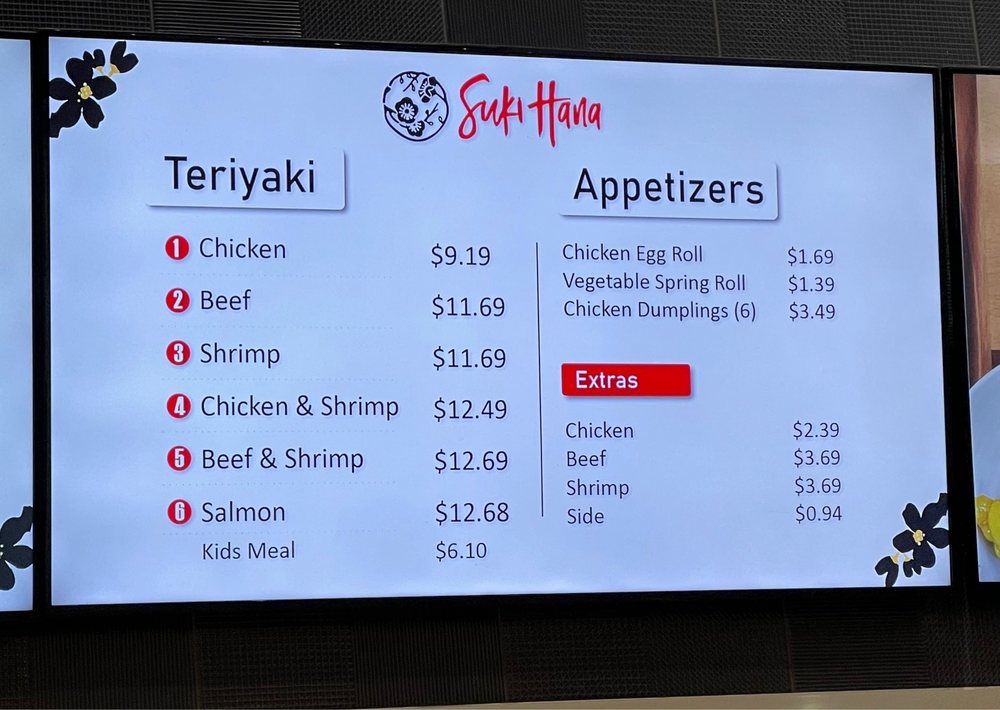 Suki Hana
Teriyaki
1 Chicken $9.19
2 Beef $11.69
3 Shrimp $11.69
4 Chicken & Shrimp $12.49
5 Beef & Shrimp $12.69
6 Salmon $12.68
Kids Meal $6.10
Appetizers
Chicken Egg Roll $1.69
Vegetable Spring Roll $1.39
Chicken Dumplings (6) $3.49
Extras
Chicken $2.39
Beef $3.69
Shrimp $3.69
Side $0.94